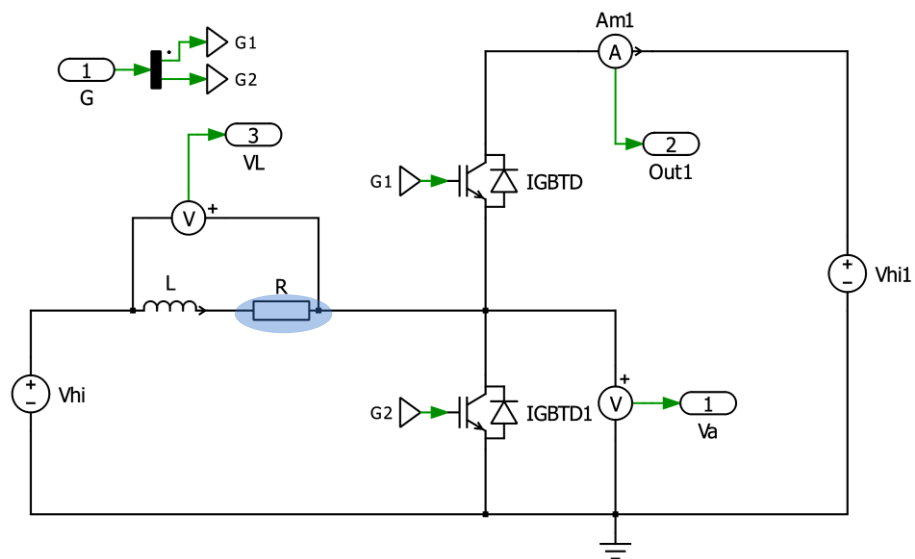 Am1
A
G1
1
G2
G
3
VL
2
Out1
G1
IGBTD
V
+
L
R
+
−
Vhi1
+
−
Vhi
G2
IGBTD1
+
V
1
Va